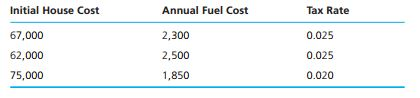 Initial House Cost Annual Fuel Cost Tax Rate
67,000 2,300 0.025
62,000 2,500 0.025
75,000 1,850 0.020